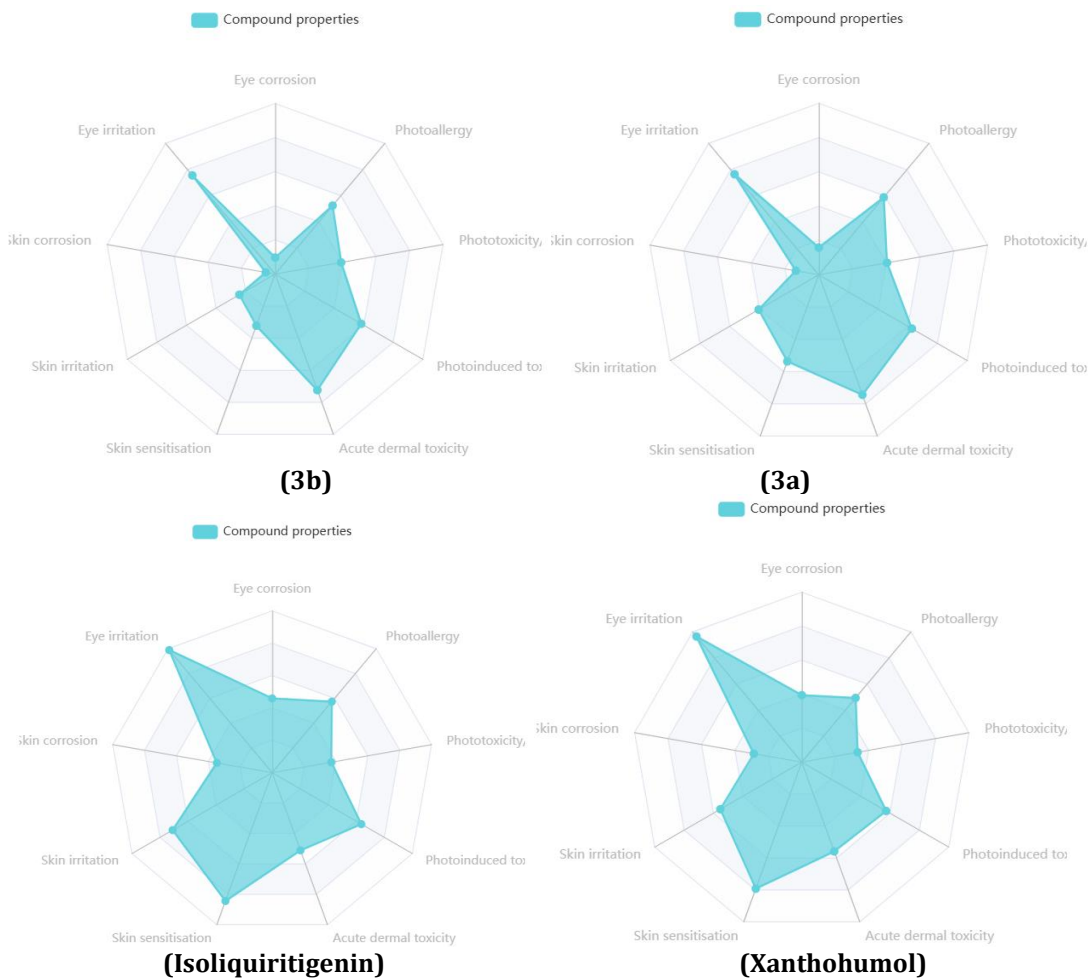 Compound properties
Eye corrosion
Eye irritation
Photoallergy
Skin corrosion
Phototoxicity/
Skin irritation
Photoinduced tox
Skin sensitisation
Acute dermal toxicity
(3b)
Compound properties
Eye corrosion
Eye irritation
Photoallergy
Skin corrosion
Phototoxicity/
Skin irritation
Photoinduced tox
Skin sensitisation
Acute dermal toxicity
(3a)
Compound properties
Eye corrosion
Eye irritation
Photoallergy
Skin corrosion
Phototoxicity/
Skin irritation
Photoinduced tox
Skin sensitisation
Acute dermal toxicity
(Isoliquiritigenin)
Compound properties
Eye corrosion
Eye irritation
Photoallergy
Skin corrosion
Phototoxicity/
Skin irritation
Photoinduced tox
Skin sensitisation
Acute dermal toxicity
(Xanthohumol)